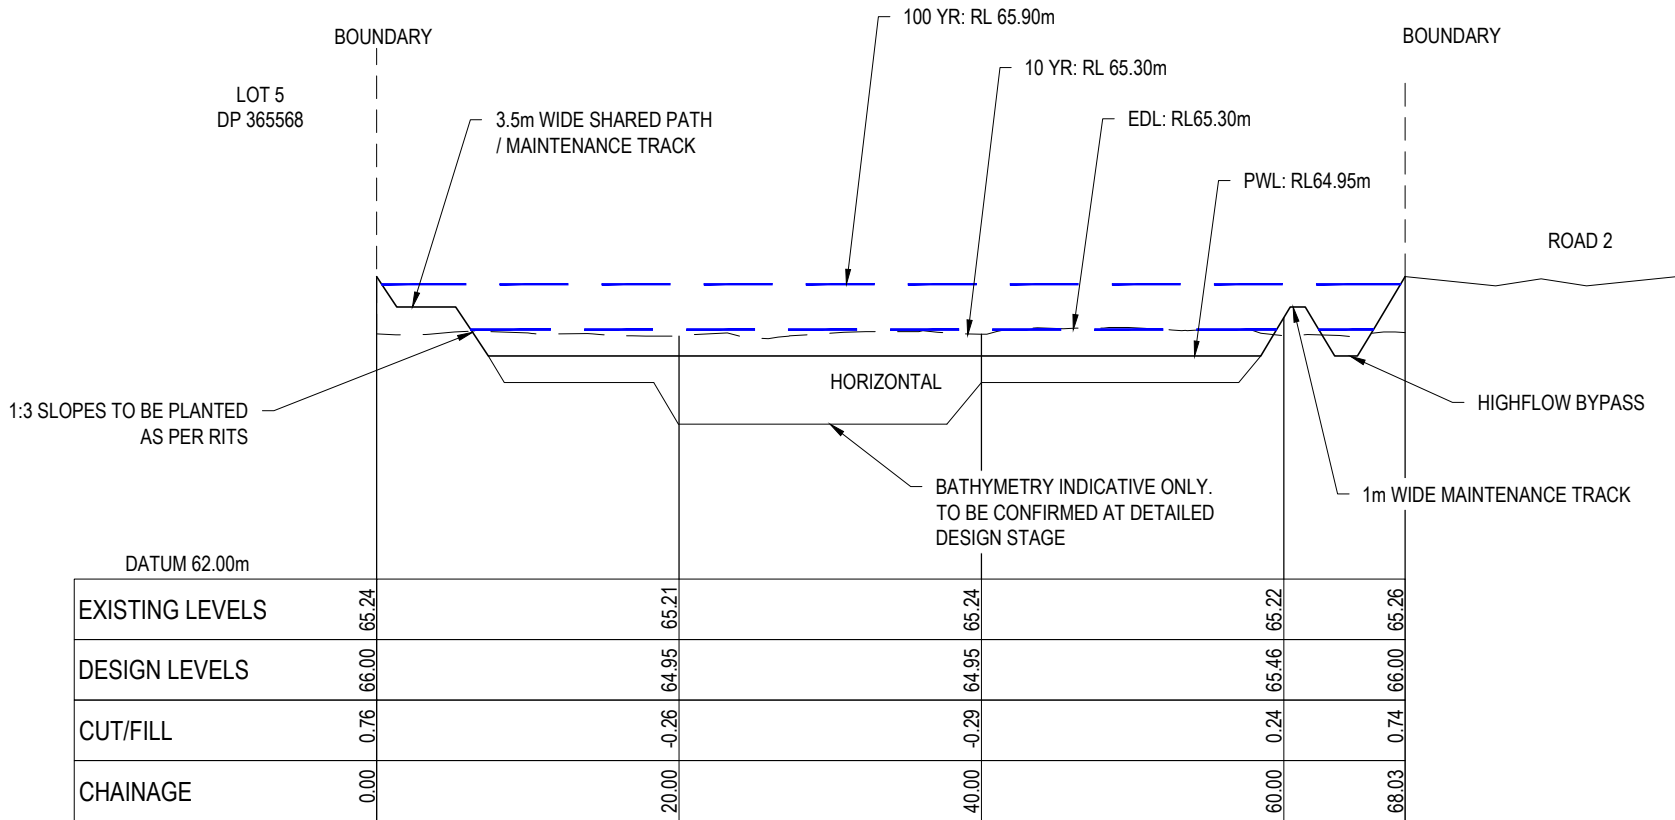 100 YR: RL 65.90m
BOUNDARY
BOUNDARY
10 YR: RL 65.30m
LOT 5
DP 365568
3.5m WIDE SHARED PATH
/ MAINTENANCE TRACK
EDL: RL65.30m
PWL: RL64.95m
ROAD 2
HORIZONTAL
1:3 SLOPES TO BE PLANTED
AS PER RITS
HIGHFLOW BYPASS
BATHYMETRY INDICATIVE ONLY.
TO BE CONFIRMED AT DETAILED
DESIGN STAGE
1m WIDE MAINTENANCE TRACK
DATUM 62.00m
EXISTING LEVELS 65.24 65.21 65.24 65.22 65.26
DESIGN LEVELS 66.00 64.95 64.95 65.46 66.00
CUT/FILL 0.76 -0.26 -0.29 0.24 0.74
CHAINAGE 0.00 20.00 40.00 60.00 68.03